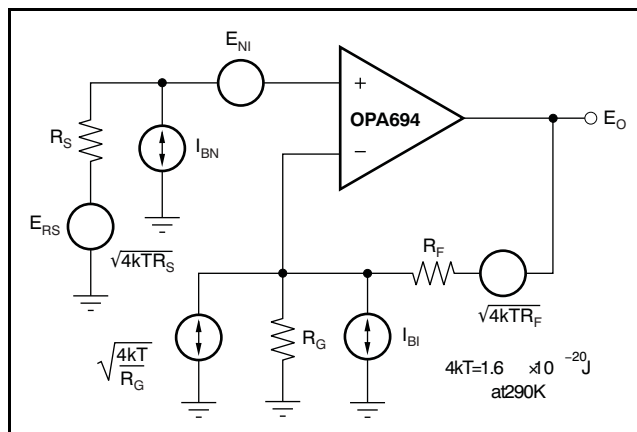 E_NI
+
OPA694
−
E_O
R_S
I_BN
E_RS
√4kTR_S
R_F
√4kTR_F
√4kT/R_G
R_G
I_BI
4kT=1.6 ×10 ⁻²⁰J
at290K